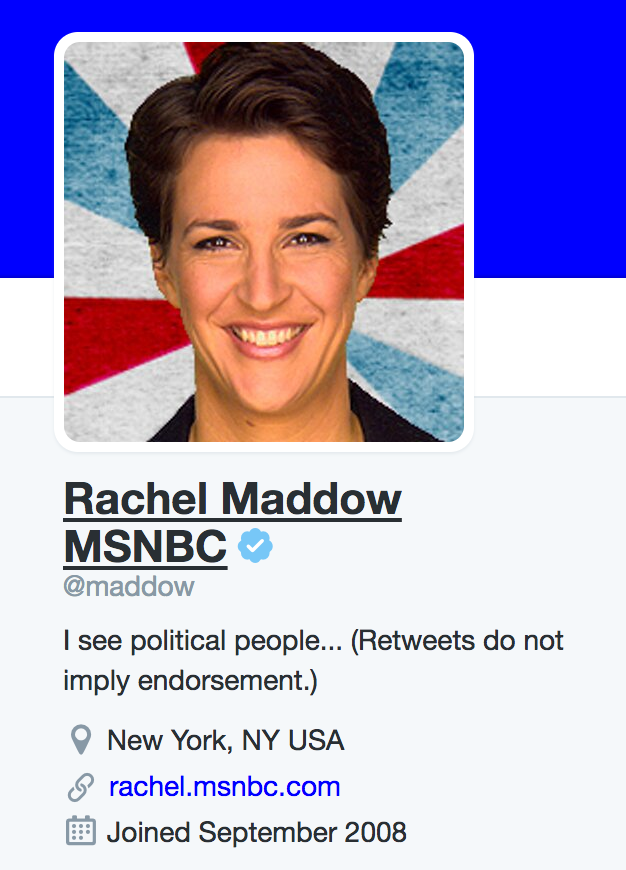 Rachel Maddow
MSNBC
@maddow
I see political people... (Retweets do not
imply endorsement.)
New York, NY USA
rachel.msnbc.com
Joined September 2008